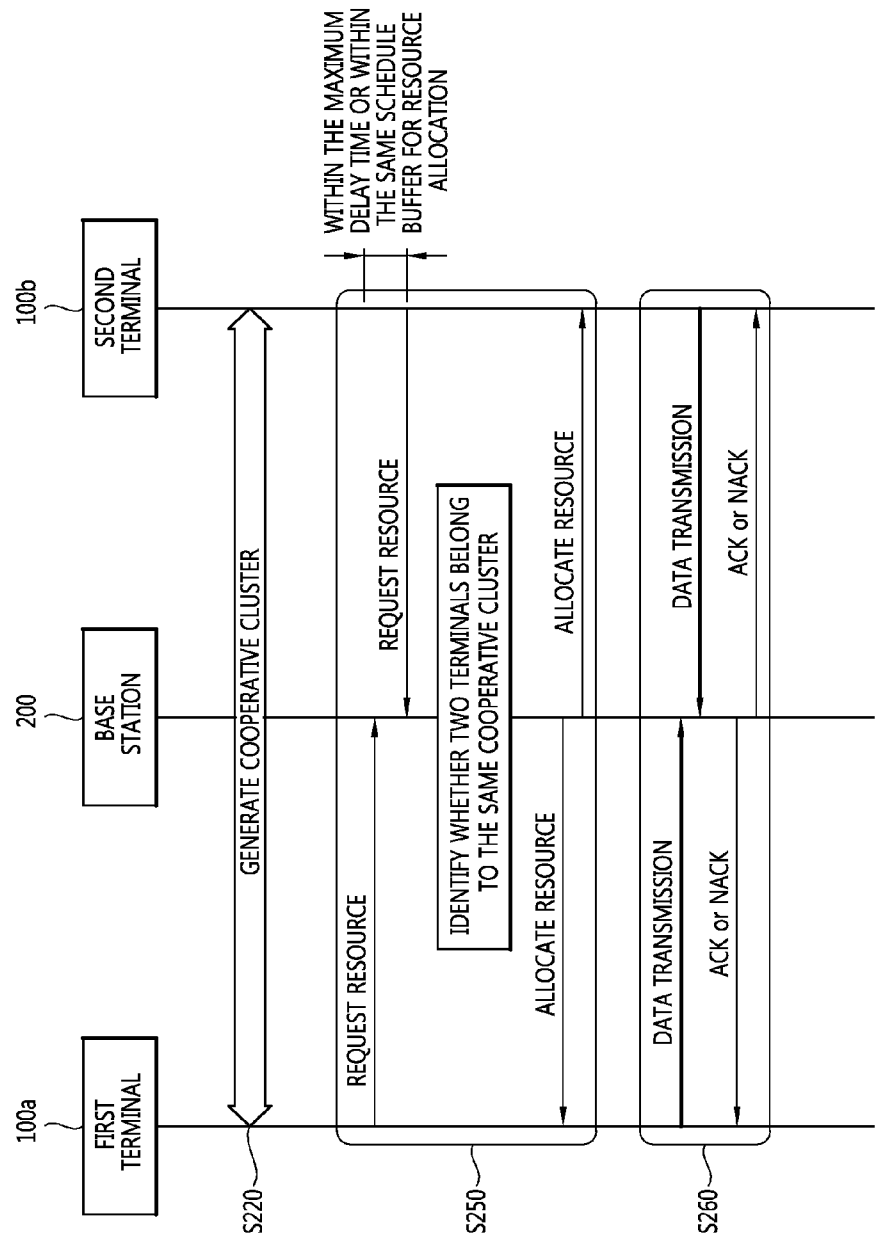 100a
FIRST
TERMINAL
200
BASE
STATION
100b
SECOND
TERMINAL
S220
GENERATE COOPERATIVE CLUSTER
WITHIN THE MAXIMUM
DELAY TIME OR WITHIN
THE SAME SCHEDULE
BUFFER FOR RESOURCE
ALLOCATION
S250
REQUEST RESOURCE
REQUEST RESOURCE
IDENTIFY WHETHER TWO TERMINALS BELONG
TO THE SAME COOPERATIVE CLUSTER
ALLOCATE RESOURCE
ALLOCATE RESOURCE
S260
DATA TRANSMISSION
DATA TRANSMISSION
ACK or NACK
ACK or NACK